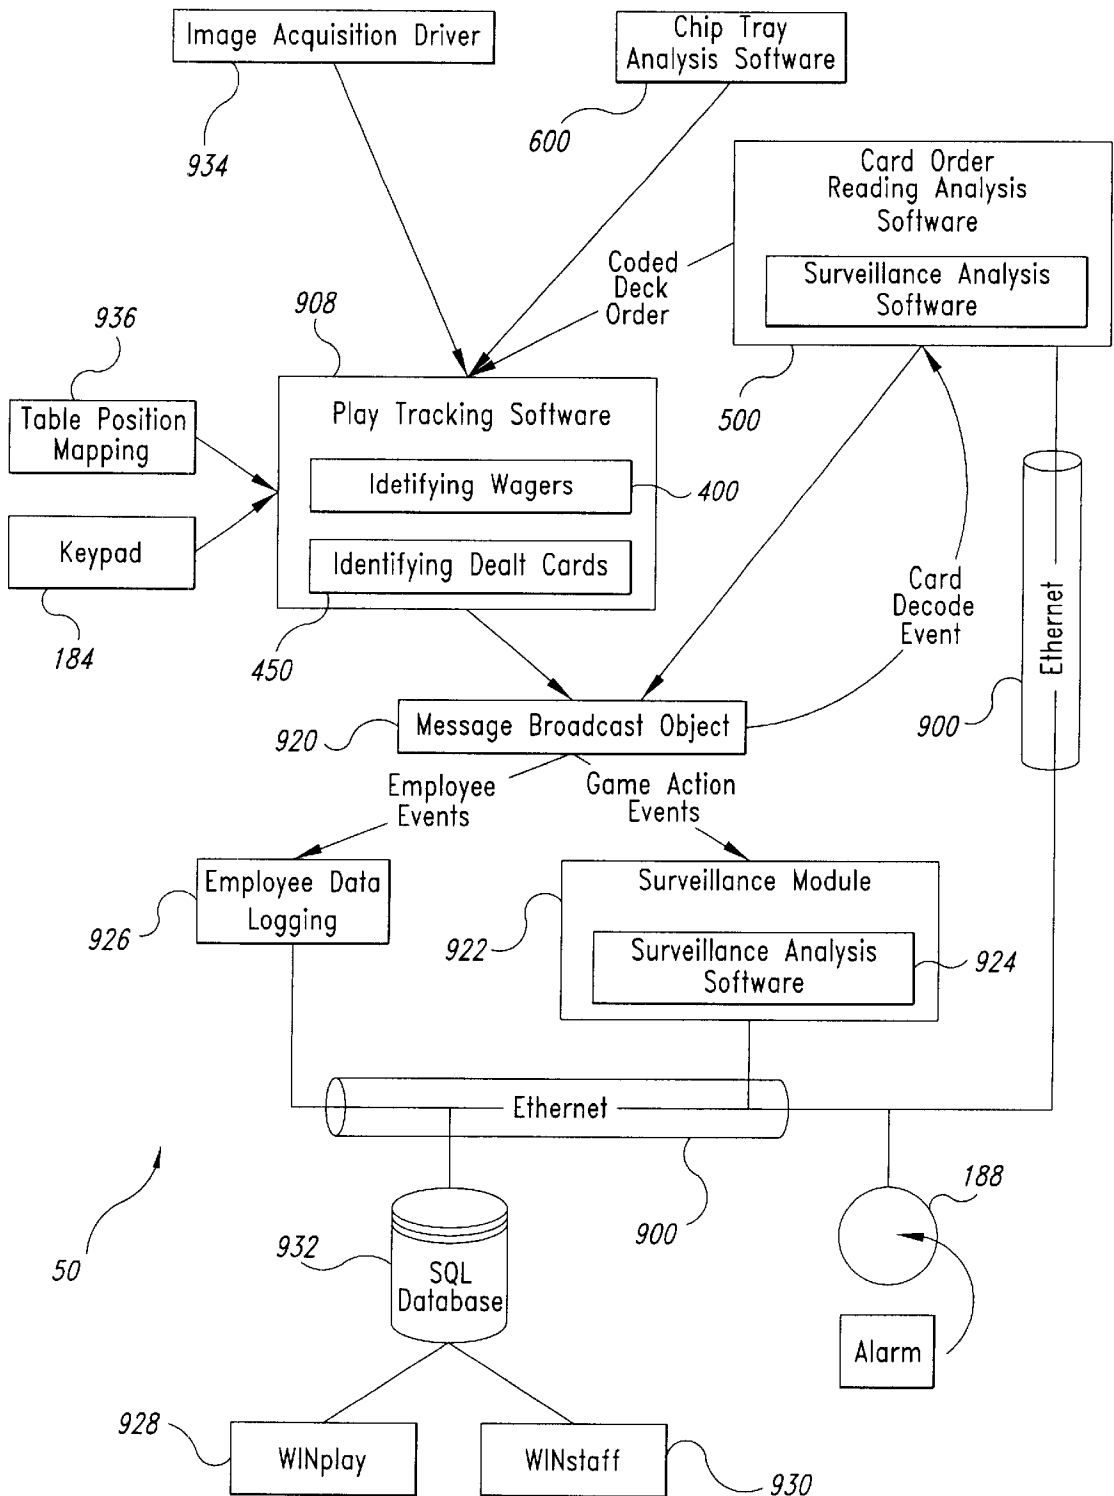 Image Acquisition Driver
934
Chip Tray
Analysis Software
600
Card Order
Reading Analysis
Software
Surveillance Analysis
Software
500
Coded
Deck
Order
908
936
Table Position
Mapping
Keypad
184
Play Tracking Software
Idetifying Wagers
400
Identifying Dealt Cards
450
Card
Decode
Event
Ethernet
900
920
Message Broadcast Object
Employee
Events
Game Action
Events
Employee Data
Logging
926
Surveillance Module
922
Surveillance Analysis
Software
924
Ethernet
900
50
932
SQL
Database
188
Alarm
928
WINplay
WINstaff
930